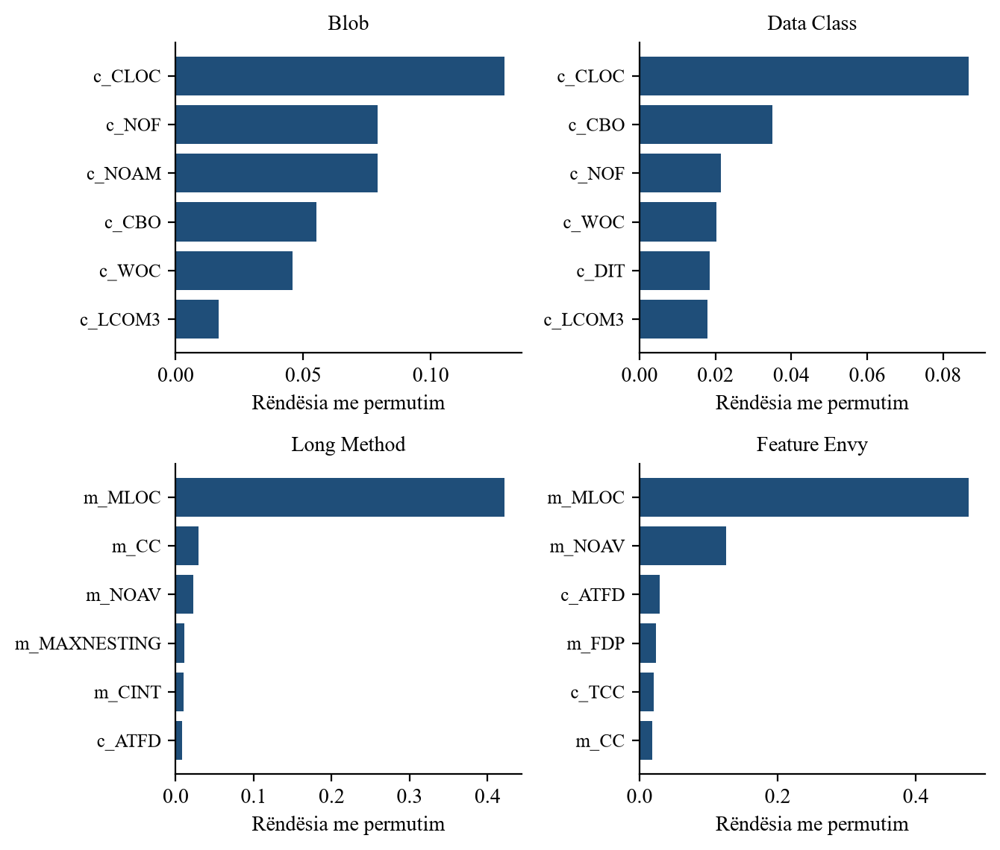 Blob
c_CLOC
c_NOF
c_NOAM
c_CBO
c_WOC
c_LCOM3
0.00 0.05 0.10
Rëndësia me permutim
Data Class
c_CLOC
c_CBO
c_NOF
c_WOC
c_DIT
c_LCOM3
0.00 0.02 0.04 0.06 0.08
Rëndësia me permutim
Long Method
m_MLOC
m_CC
m_NOAV
m_MAXNESTING
m_CINT
c_ATFD
0.0 0.1 0.2 0.3 0.4
Rëndësia me permutim
Feature Envy
m_MLOC
m_NOAV
c_ATFD
m_FDP
c_TCC
m_CC
0.0 0.2 0.4
Rëndësia me permutim